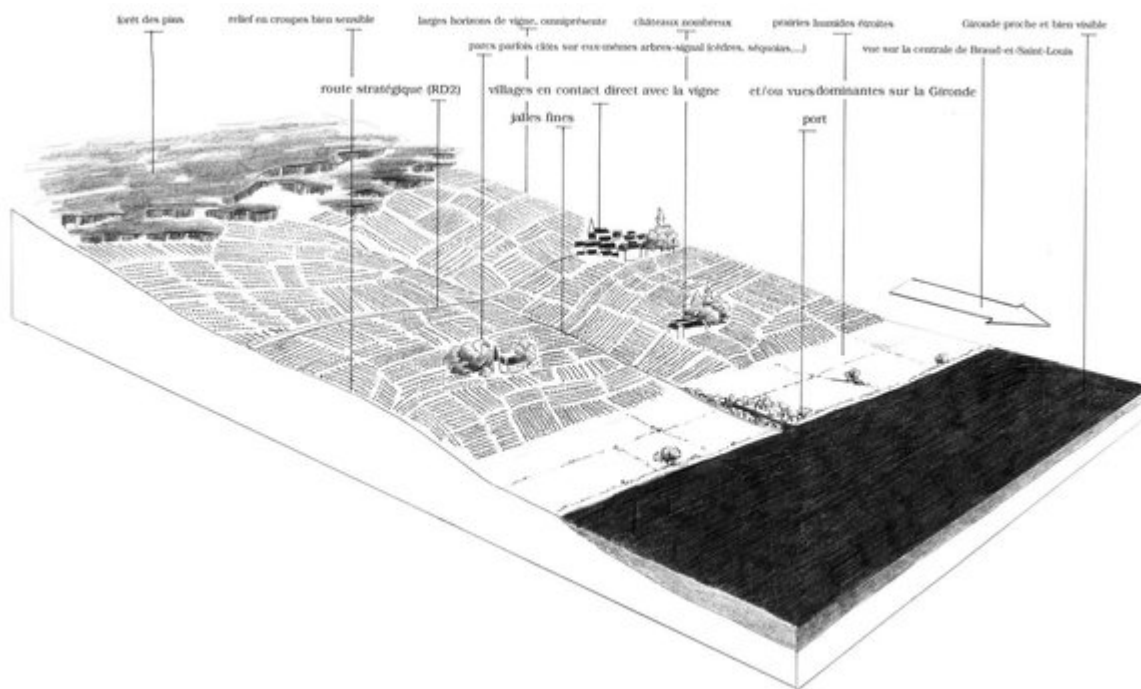 forêt des pins
relief en croupes bien sensible
larges horizons de vigne, omniprésente
châteaux nombreux
prairies humides étroites
Gironde proche et bien visible
parcs parfois clos sur eux-mêmes arbres-signal (cèdres, séquoias,...)
vue sur la centrale de Braud-et-Saint-Louis
route stratégique (RD2)
villages en contact direct avec la vigne
et/ou vues dominantes sur la Gironde
jalles fines
port